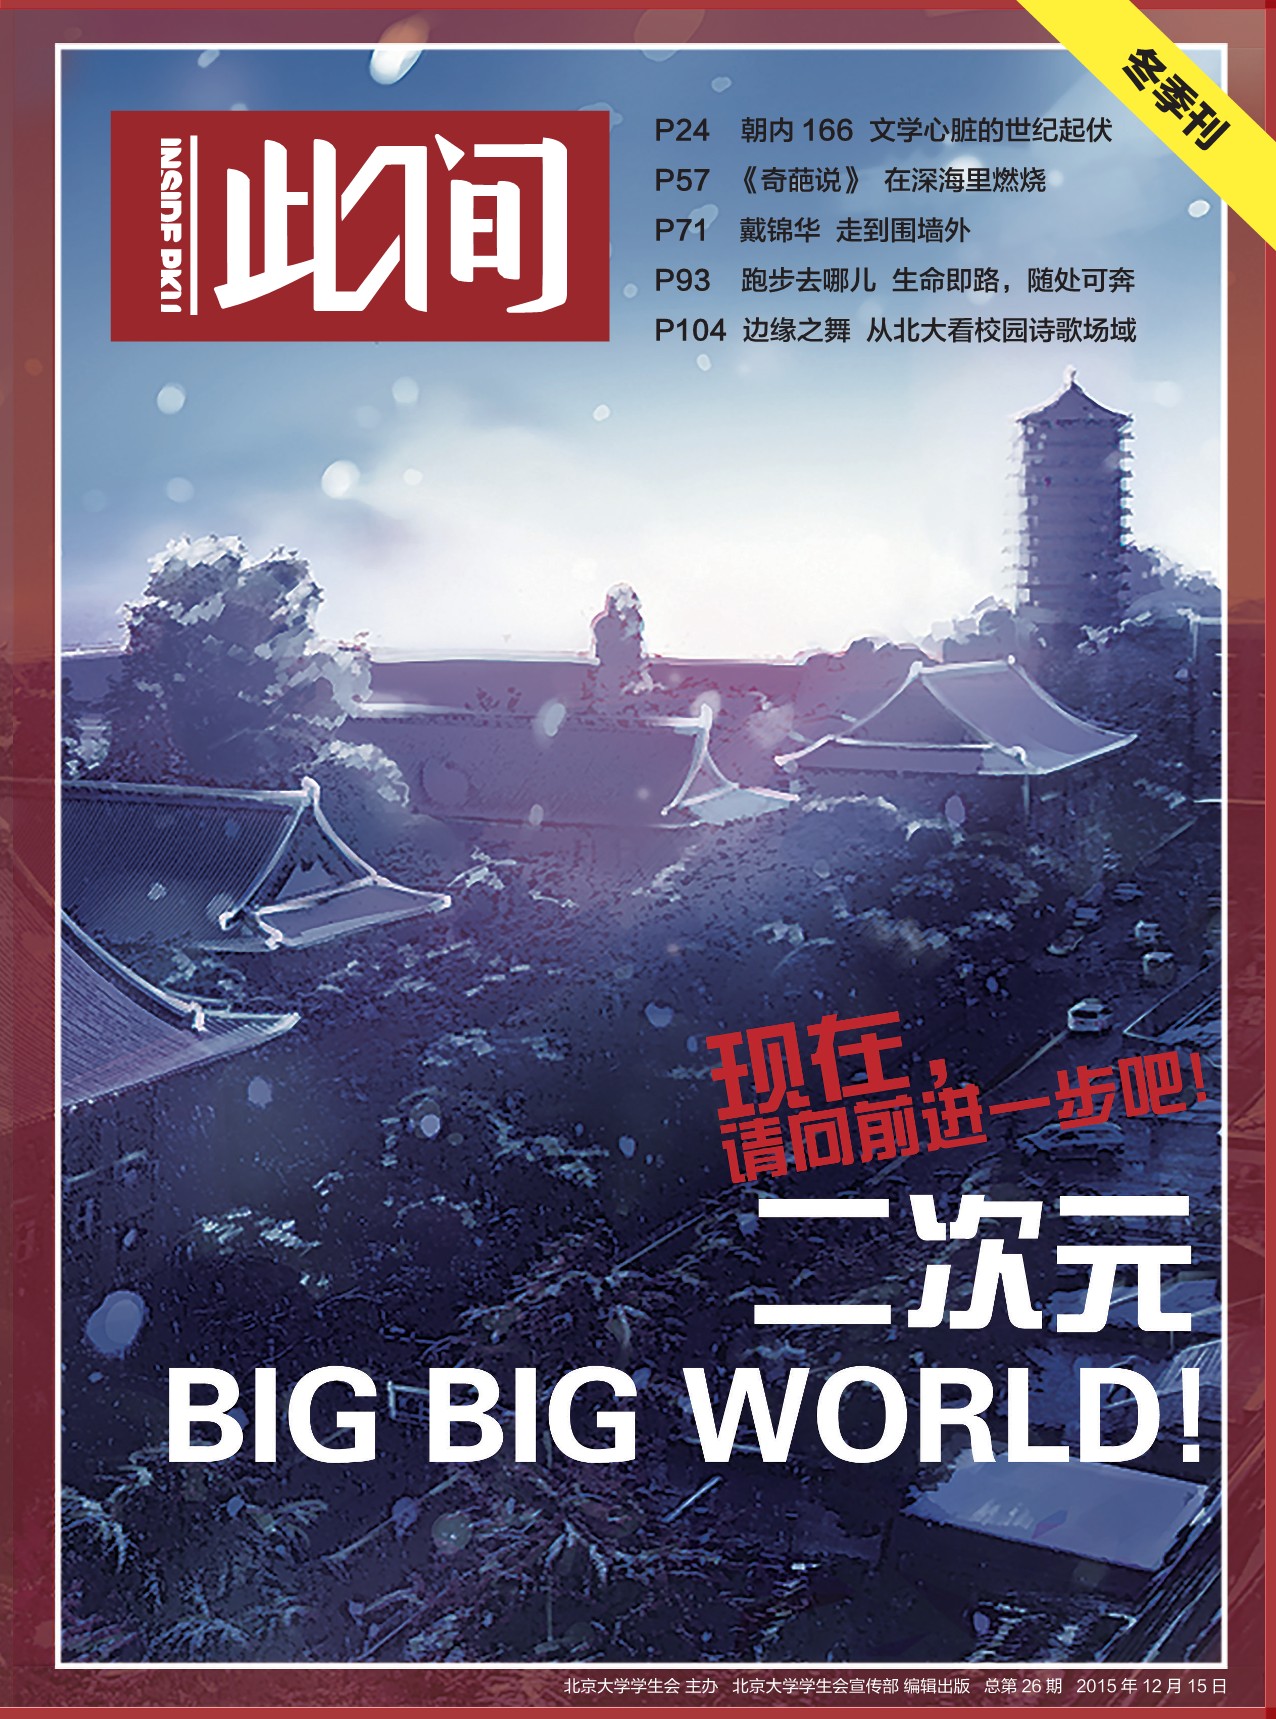 冬季刊
INSIDE PKU
此间
P24 朝内 166 文学心脏的世纪起伏
P57 《奇葩说》 在深海里燃烧
P71 戴锦华 走到围墙外
P93 跑步去哪儿 生命即路，随处可奔
P104 边缘之舞 从北大看校园诗歌场域
现在，
请向前进一步吧！
二次元
BIG BIG WORLD!
北京大学学生会 主办 北京大学学生会宣传部 编辑出版 总第 26 期 2015 年 12 月 15 日